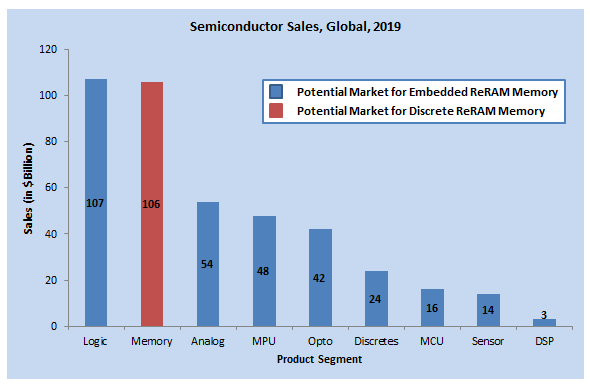 Semiconductor Sales, Global, 2019
Sales (in $Billion)
120
100
80
60
40
20
0
Potential Market for Embedded ReRAM Memory
Potential Market for Discrete ReRAM Memory
107
106
54
48
42
24
16
14
3
Logic Memory Analog MPU Opto Discretes MCU Sensor DSP
Product Segment